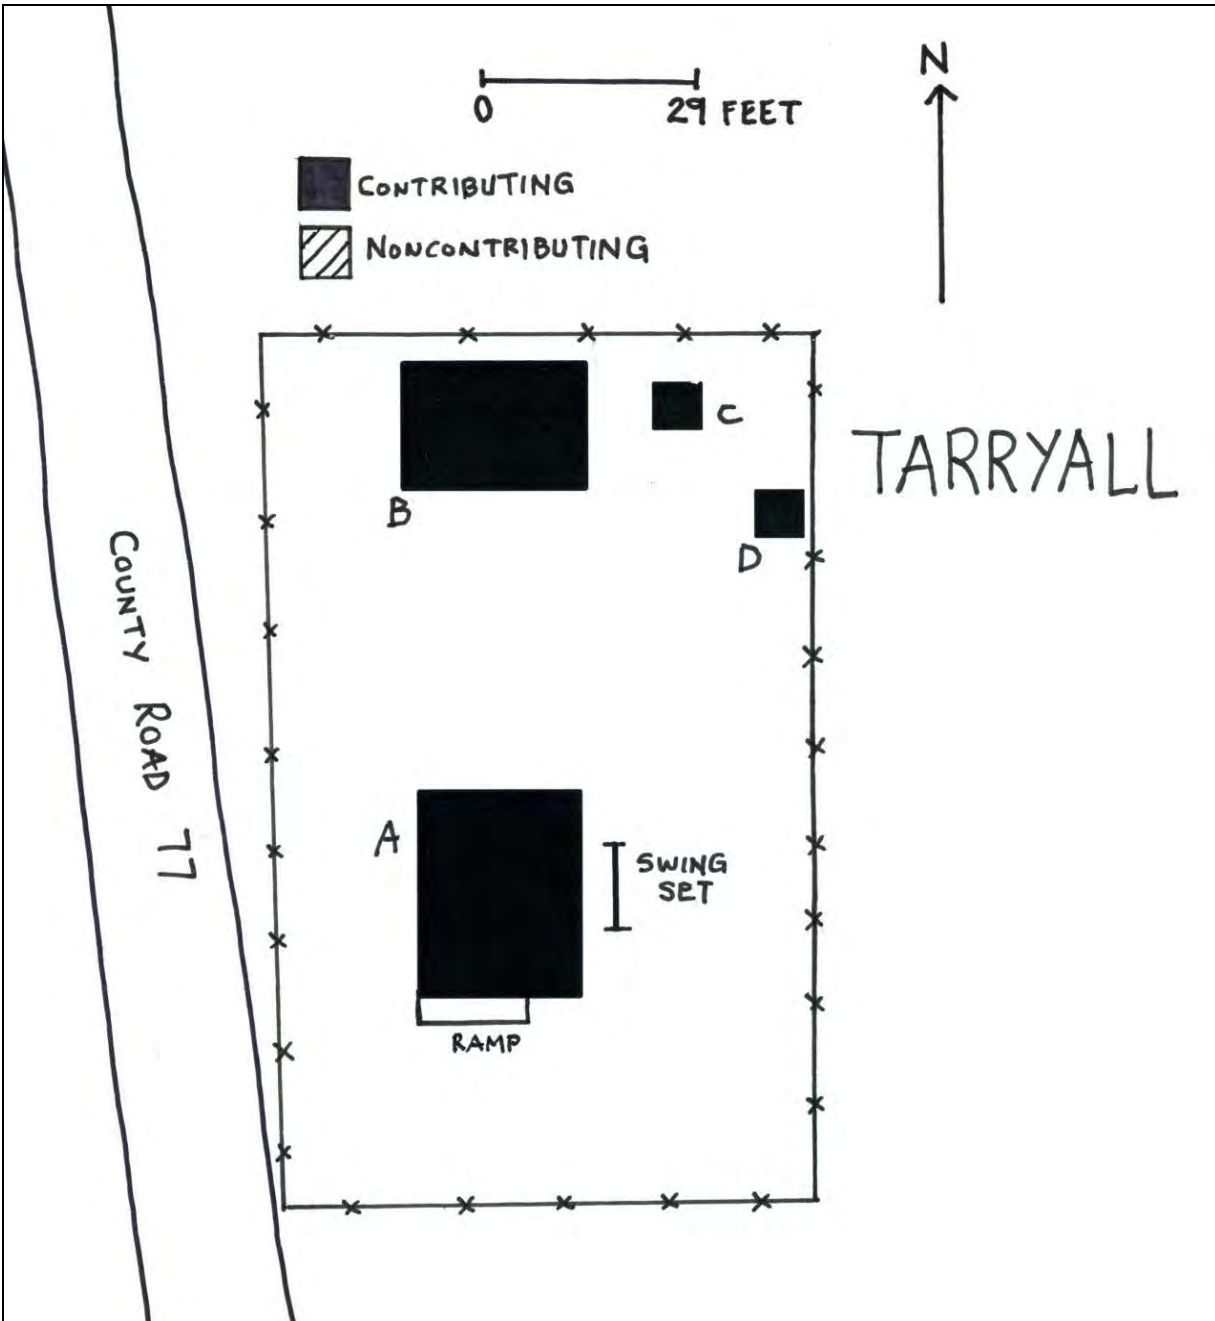 N
0 29 FEET
CONTRIBUTING
NONCONTRIBUTING
TARRYALL
C
B
D
COUNTY ROAD 77
A
SWING
SET
RAMP